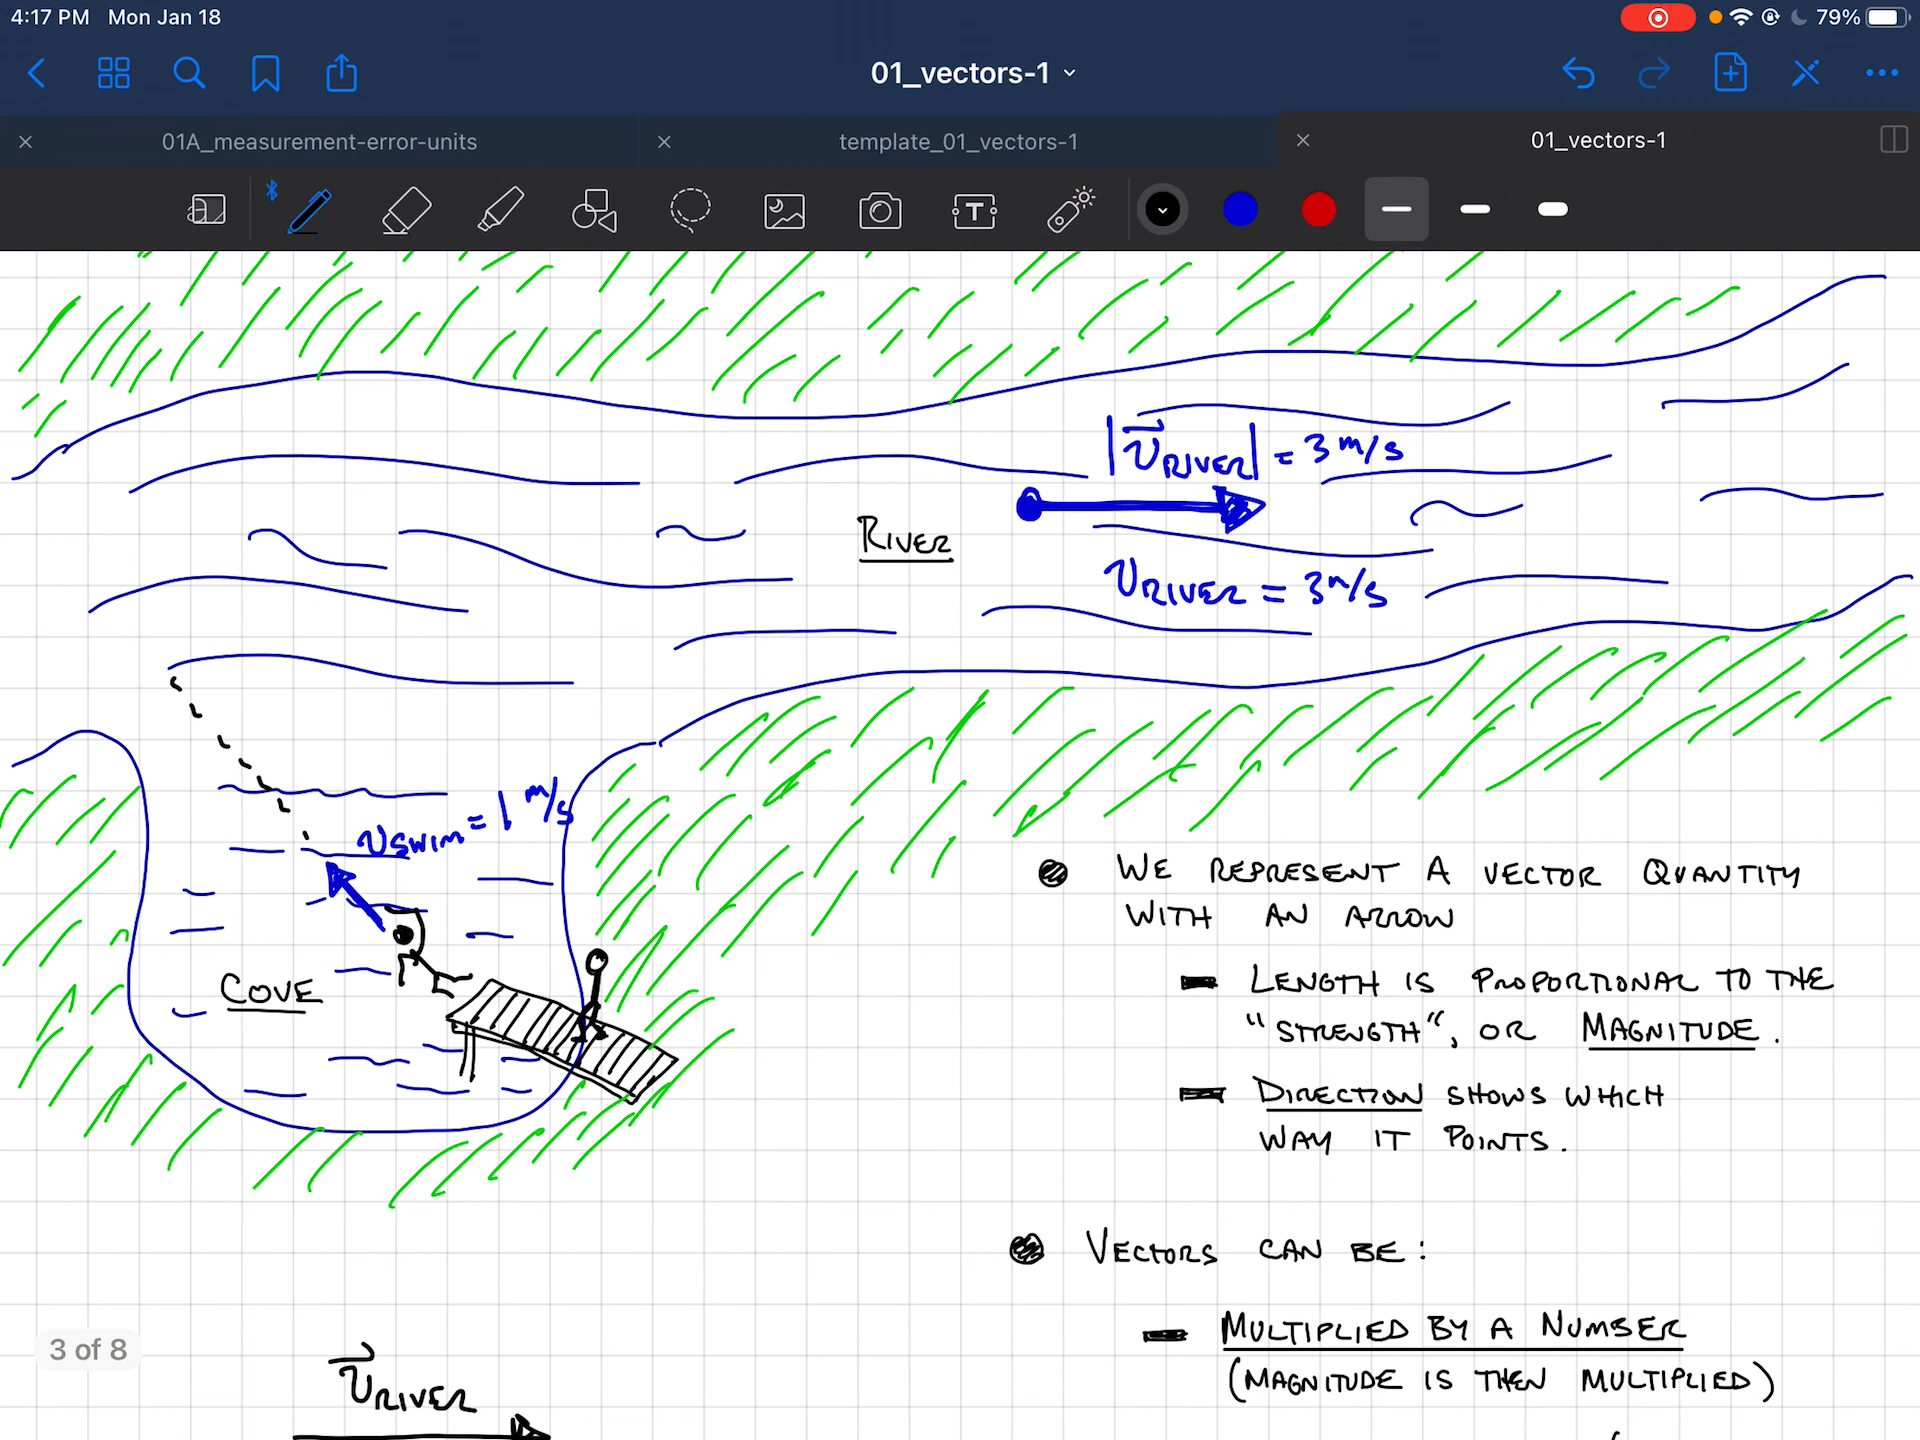 4:17 PM Mon Jan 18
79%
01_vectors-1
01A_measurement-error-units
template_01_vectors-1
01_vectors-1
|v⃗RIVER| = 3 m/s
RIVER
vRIVER = 3 m/s
vSWIM = 1 m/s
COVE
WE REPRESENT A VECTOR QUANTITY
WITH AN ARROW
LENGTH IS PROPORTIONAL TO THE
"STRENGTH", OR MAGNITUDE.
DIRECTION SHOWS WHICH
WAY IT POINTS.
VECTORS CAN BE:
MULTIPLIED BY A NUMBER
(MAGNITUDE IS THEN MULTIPLIED)
3 of 8
v⃗RIVER